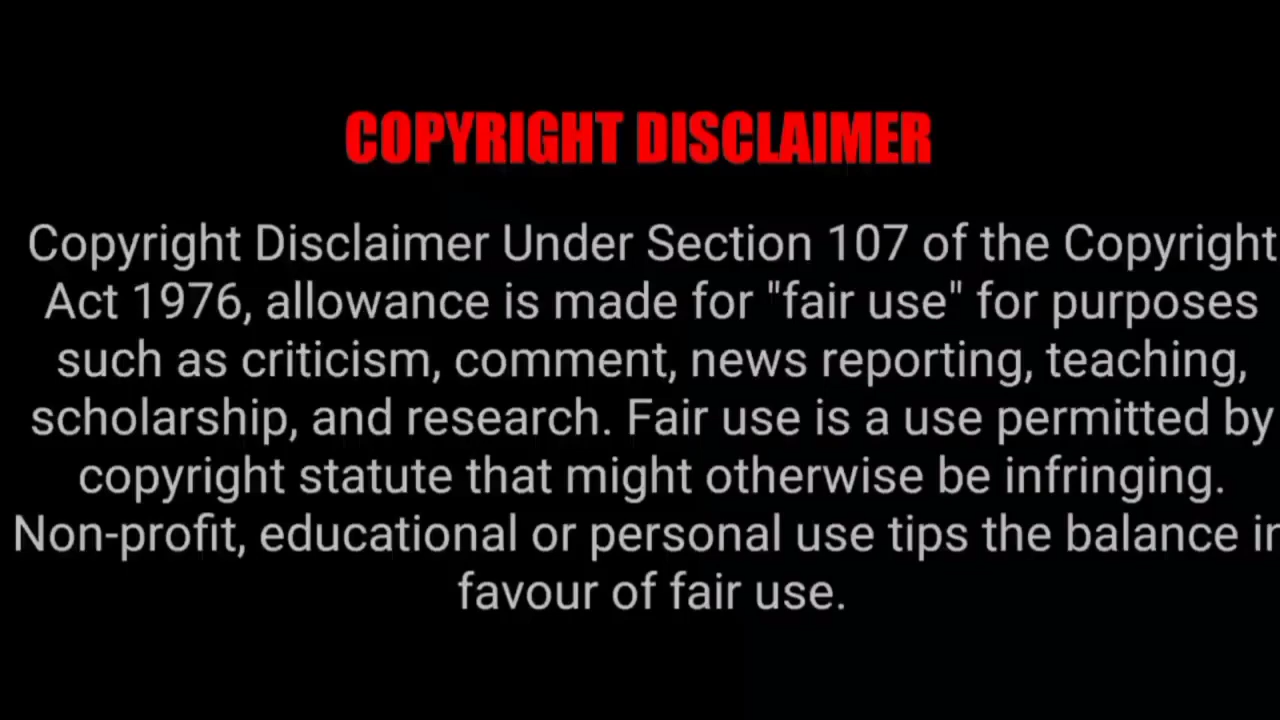 COPYRIGHT DISCLAIMER
Copyright Disclaimer Under Section 107 of the Copyright
Act 1976, allowance is made for "fair use" for purposes
such as criticism, comment, news reporting, teaching,
scholarship, and research. Fair use is a use permitted by
copyright statute that might otherwise be infringing.
Non-profit, educational or personal use tips the balance in
favour of fair use.